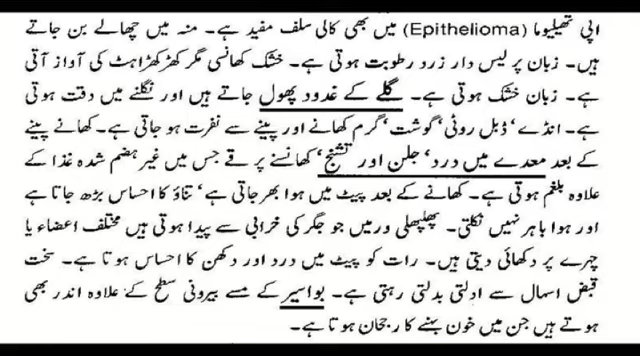 اپی تھیلیوما (Epithelioma) میں بھی کالی سلف مفید ہے۔ منہ میں چھالے بن جاتے
ہیں۔ زبان پر لیس دار زرد رطوبت ہوتی ہے۔ خشک کھانسی مگر کھڑکھڑاہٹ کی آواز آتی
ہے۔ زبان خشک ہوتی ہے۔ گلے کے غدود پھول جاتے ہیں اور نگلنے میں دقت ہوتی
ہے۔ انڈے، ڈبل روٹی، گوشت، گرم کھانے اور پینے سے نفرت ہو جاتی ہے۔ کھانے پینے
کے بعد معدے میں درد، جلن اور تشنج، کھانسنے پر قے جس میں غیر ہضم شدہ غذا کے
علاوہ بلغم ہوتی ہے۔ کھانے کے بعد پیٹ میں ہوا بھر جاتی ہے، تناؤ کا احساس بڑھ جاتا ہے
اور ہوا باہر نہیں نکلتی۔ پھلپھلی ورمیں جو جگر کی خرابی سے پیدا ہوتی ہیں مختلف اعضاء یا
چہرے پر دکھائی دیتی ہیں۔ رات کو پیٹ میں درد اور دکھن کا احساس ہوتا ہے۔ سخت
قبض اسہال سے ادلتی بدلتی رہتی ہے۔ بواسیر کے مسے بیرونی سطح کے علاوہ اندر بھی
ہوتے ہیں جن میں خون بہنے کا رجحان ہوتا ہے۔